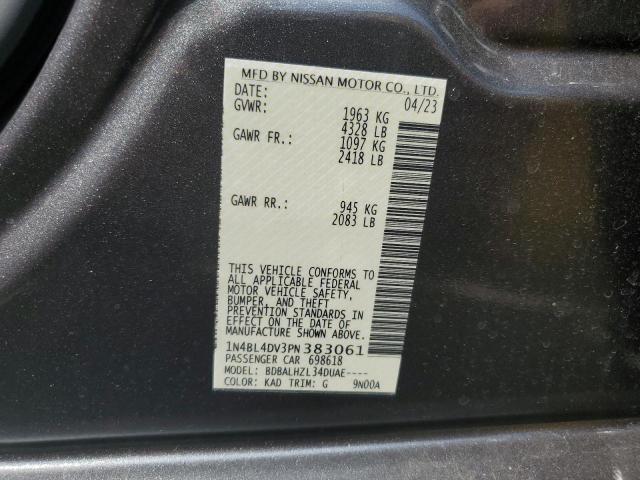 MFD BY NISSAN MOTOR CO., LTD.
DATE: 04/23
GVWR: 1963 KG
4328 LB
GAWR FR.: 1097 KG
2418 LB
GAWR RR.: 945 KG
2083 LB
THIS VEHICLE CONFORMS TO
ALL APPLICABLE FEDERAL
MOTOR VEHICLE SAFETY,
BUMPER, AND THEFT
PREVENTION STANDARDS IN
EFFECT ON THE DATE OF
MANUFACTURE SHOWN ABOVE.
1N4BL4DV3PN383061
PASSENGER CAR 698618
MODEL: BDBALHZL34DUAE----
COLOR: KAD TRIM: G 9N00A